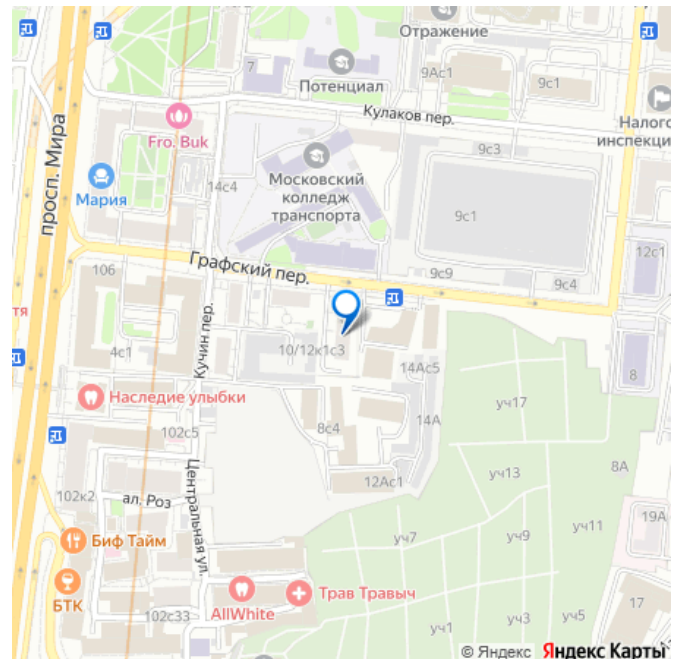 Отражение
7
Потенциал
9Ас1
9с1
Кулаков пер.
Fro. Buk
Налого
инспекци
просп. Мира
9с3
Мария
14с4
Московский
колледж
транспорта
9с1
12с1
106
Графский пер.
9с9
9с4
тя
4с1
Кучин пер.
10/12к1с3
14Ас5
8
Наследие улыбки
уч17
102с5
8с4
14А
102к2
ал. Роз
Центральная ул.
12Ас1
уч13
8А
19А
Биф Тайм
уч7
уч9
уч11
БТК
AllWhite
Трав Травыч
17
102с33
уч1
уч3
уч5
© Яндекс Яндекс Карты